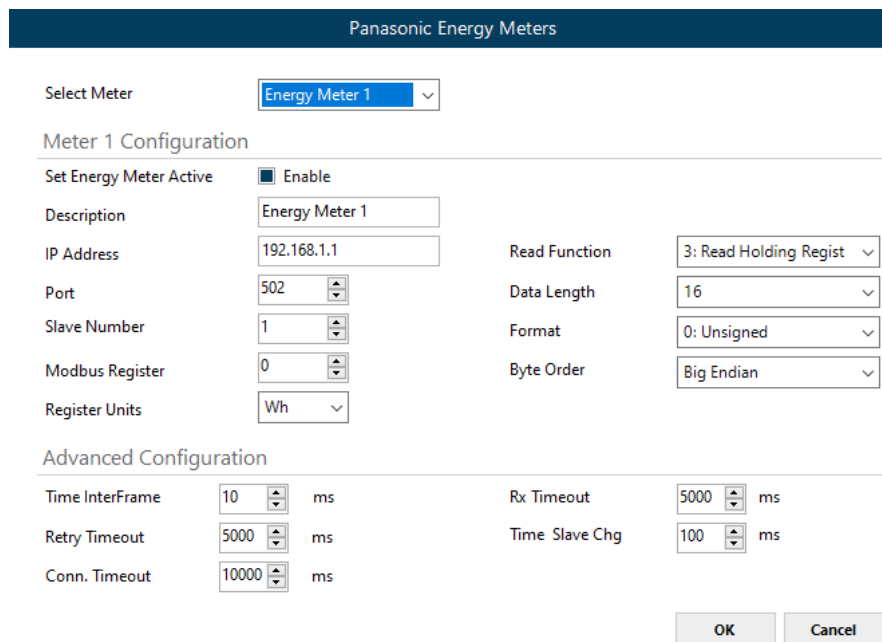 Panasonic Energy Meters
Select Meter Energy Meter 1
Meter 1 Configuration
Set Energy Meter Active Enable
Description Energy Meter 1
IP Address 192.168.1.1 Read Function 3: Read Holding Regist
Port 502 Data Length 16
Slave Number 1 Format 0: Unsigned
Modbus Register 0 Byte Order Big Endian
Register Units Wh
Advanced Configuration
Time InterFrame 10 ms Rx Timeout 5000 ms
Retry Timeout 5000 ms Time Slave Chg 100 ms
Conn. Timeout 10000 ms
OK Cancel